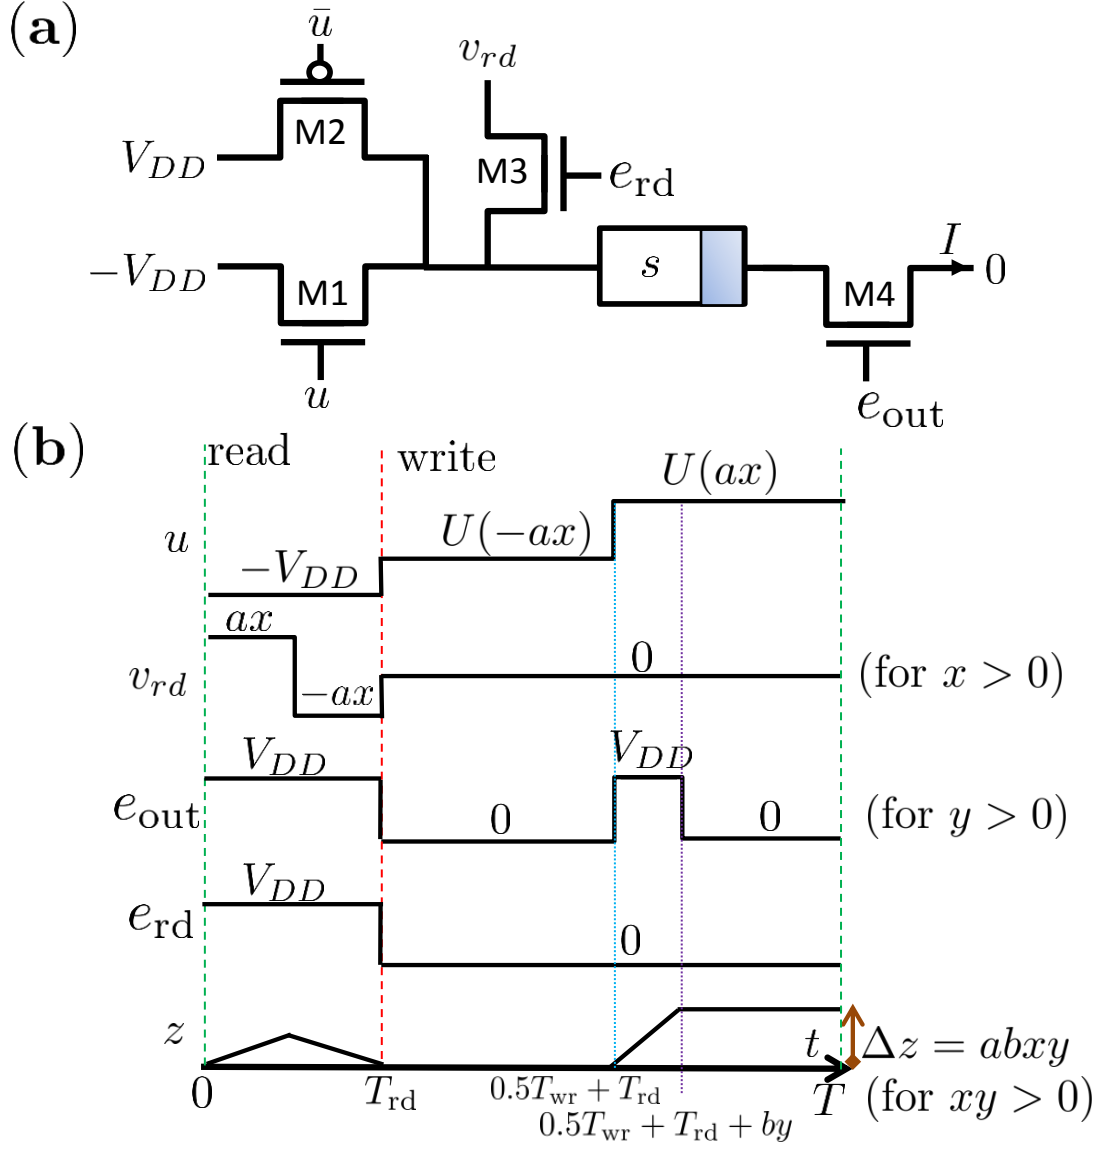 (a)
ū
v_rd
M2
V_DD
M3
e_rd
I
s
0
−V_DD
M1
M4
u
e_out
(b)
read
write
U(ax)
u
U(−ax)
−V_DD
ax
0
v_rd
−ax
(for x > 0)
V_DD
V_DD
e_out
0
0
(for y > 0)
V_DD
e_rd
0
z
t
Δz = abxy
0
T_rd
0.5T_wr + T_rd
T
(for xy > 0)
0.5T_wr + T_rd + by